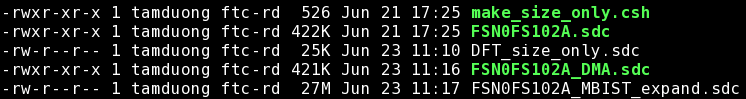 -rwxr-xr-x 1 tamduong ftc-rd  526 Jun 21 17:25 make_size_only.csh
-rwxr-xr-x 1 tamduong ftc-rd 422K Jun 21 17:25 FSN0FS102A.sdc
-rw-r--r-- 1 tamduong ftc-rd  25K Jun 23 11:10 DFT_size_only.sdc
-rwxr-xr-x 1 tamduong ftc-rd 421K Jun 23 11:16 FSN0FS102A_DMA.sdc
-rw-r--r-- 1 tamduong ftc-rd  27M Jun 23 11:17 FSN0FS102A_MBIST_expand.sdc